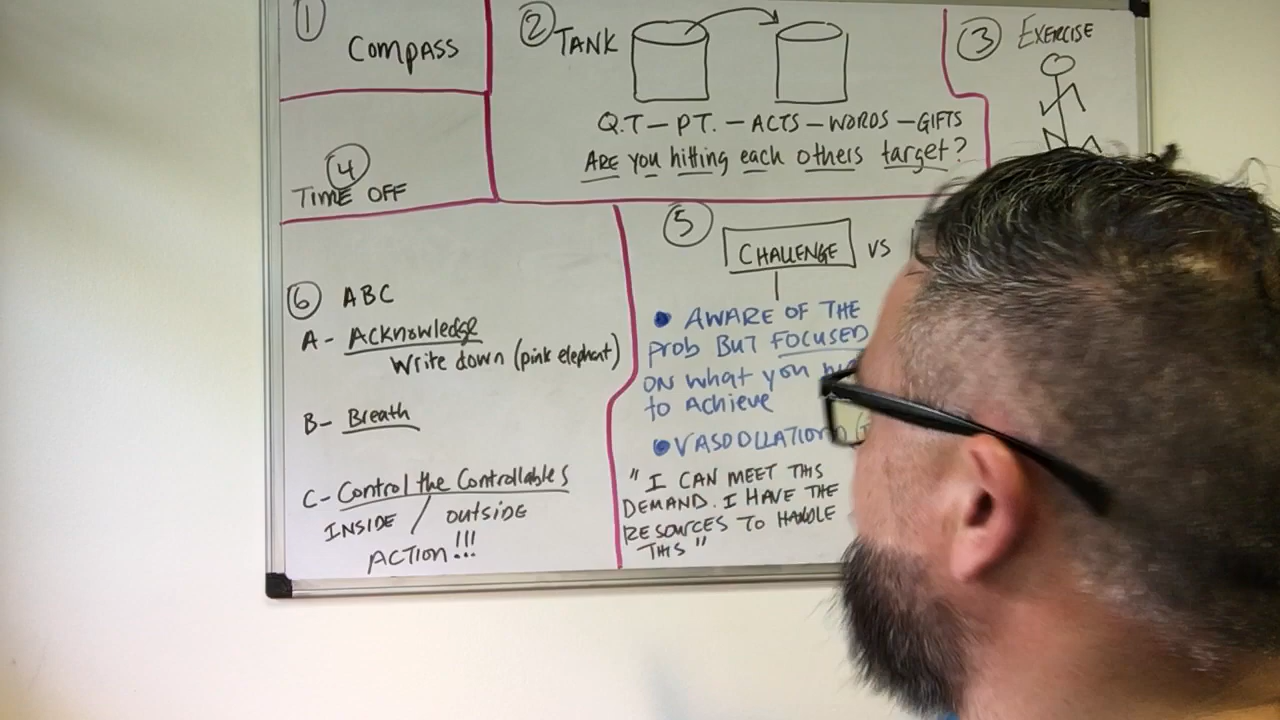 1
Compass
2 TANK
Q.T – P.T. – ACTS – WORDS – GIFTS
ARE you hitting each others target?
3 EXERCISE
4
TIME OFF
5
CHALLENGE VS
• AWARE OF THE
prob BUT FOCUSED
ON what you
to Achieve
• VASODOLLATION
"I CAN MEET THIS
DEMAND. I HAVE THE
RESOURCES TO HANDLE
THIS"
6 ABC
A - Acknowledge
Write down (pink elephant)
B - Breath
C - Control the Controllables
INSIDE / OUTSIDE
ACTION!!!